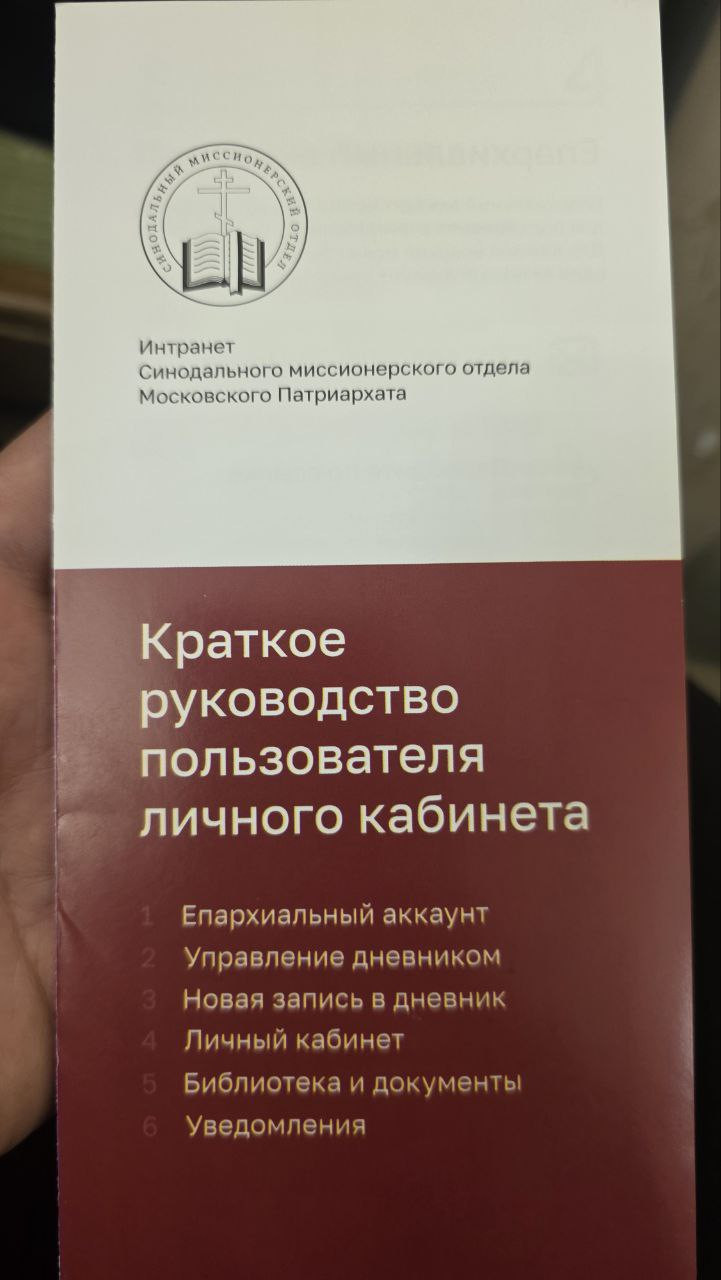 СИНОДАЛЬНЫЙ МИССИОНЕРСКИЙ ОТДЕЛ
Интранет
Синодального миссионерского отдела
Московского Патриархата
Краткое
руководство
пользователя
личного кабинета
1 Епархиальный аккаунт
2 Управление дневником
3 Новая запись в дневник
4 Личный кабинет
5 Библиотека и документы
6 Уведомления